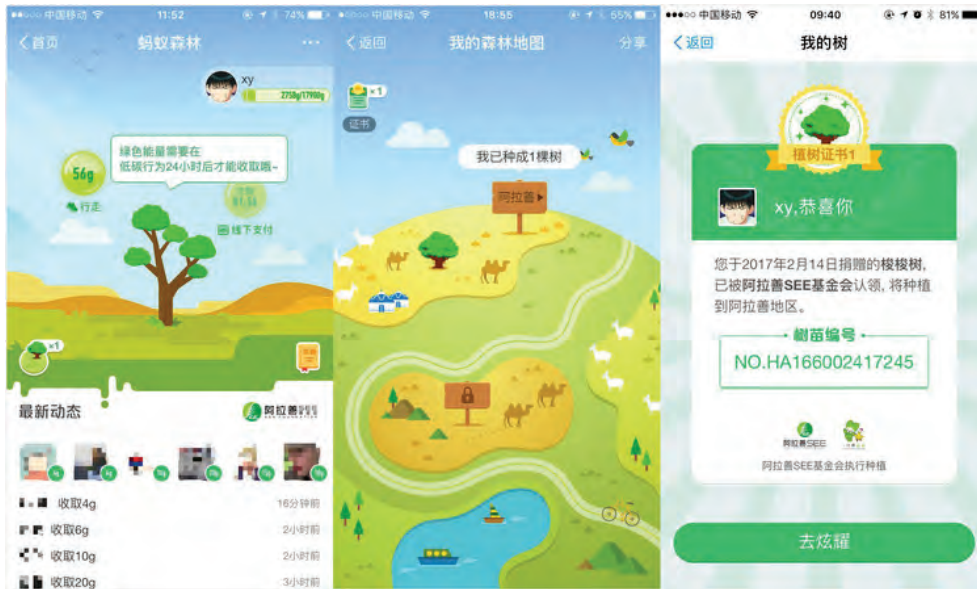 中国移动
11:52
74%
首页
蚂蚁森林
xy
2758g/17900g
绿色能量需要在
低碳行为24小时后才能收取哦~
56g
行走
线下支付
×1
最新动态
阿拉善
收取4g
16分钟前
收取6g
2小时前
收取10g
2小时前
收取20g
3小时前
中国移动
18:55
55%
返回
我的森林地图
分享
×1
证书
我已种成1棵树
阿拉善
中国移动
09:40
81%
返回
我的树
植树证书1
xy,恭喜你
您于2017年2月14日捐赠的梭梭树,
已被阿拉善SEE基金会认领, 将种植
到阿拉善地区。
树苗编号
NO.HA166002417245
阿拉善SEE
阿拉善SEE基金会执行种植
去炫耀